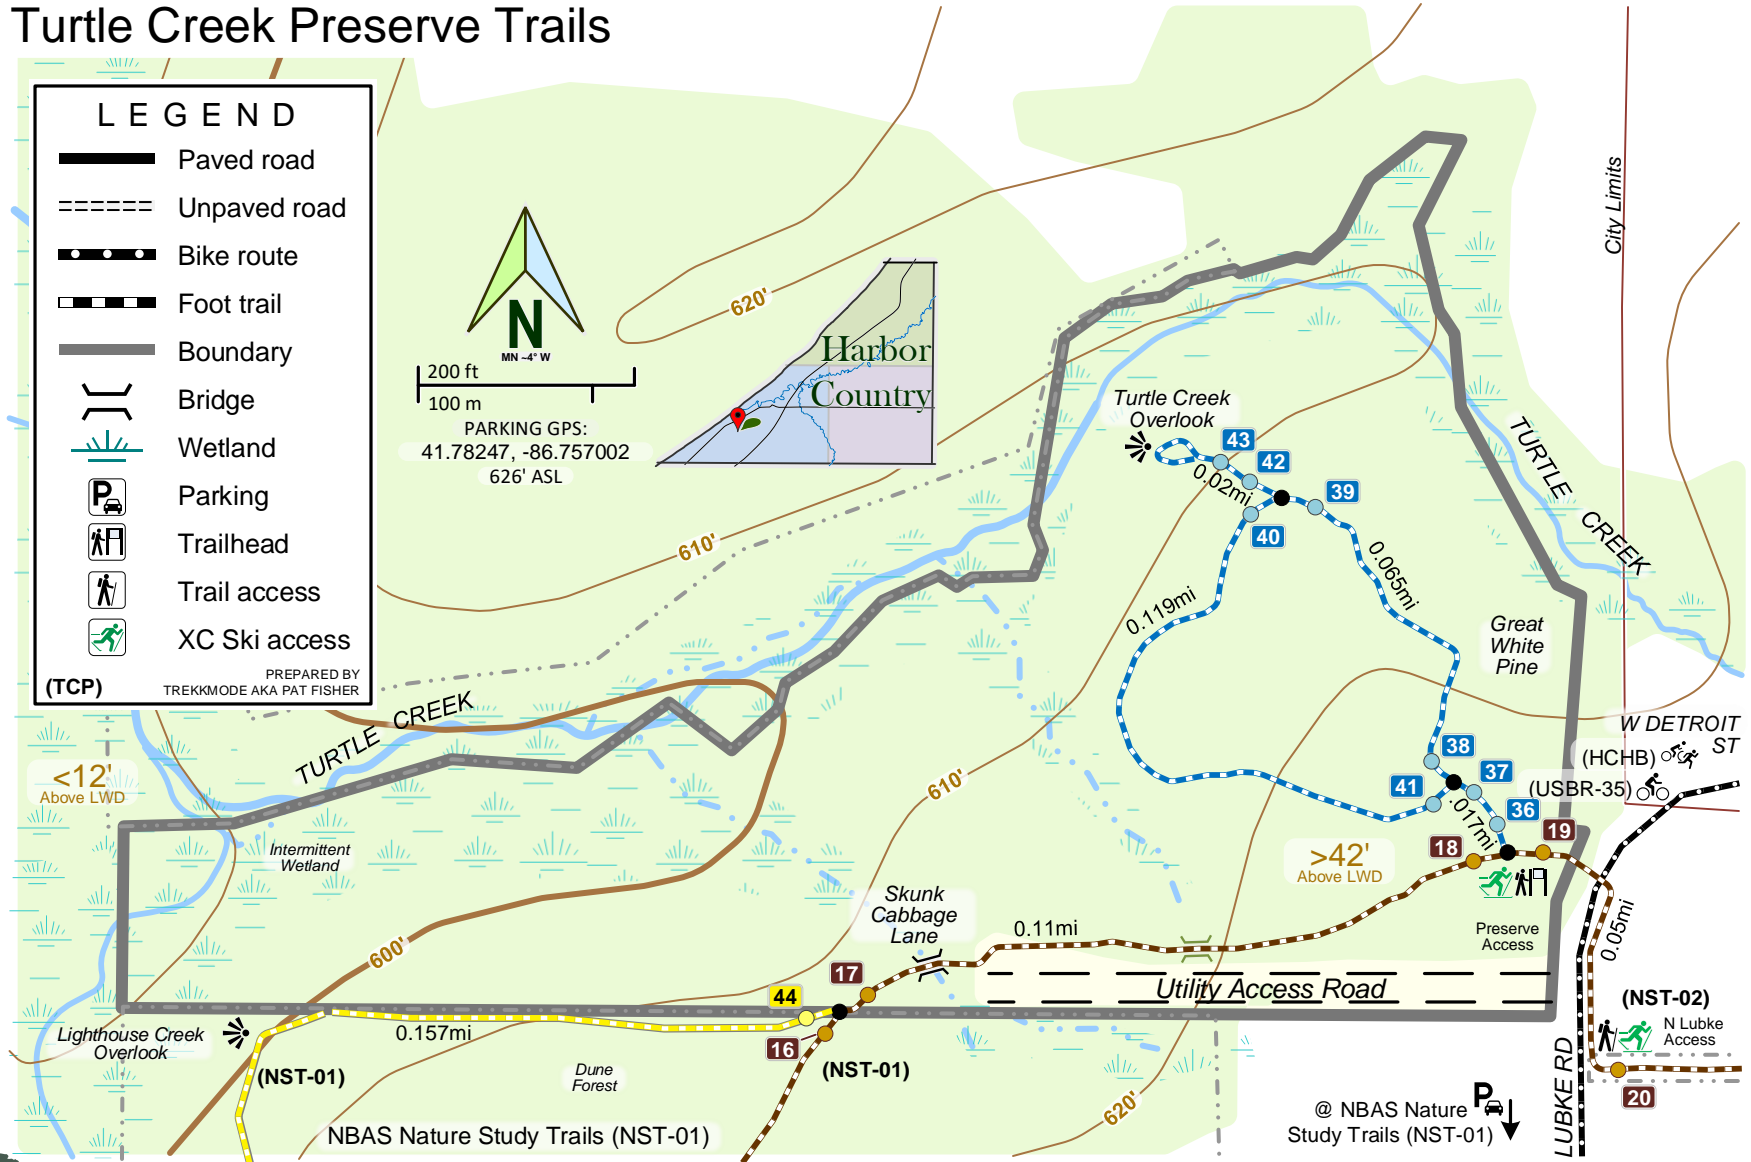 Turtle Creek Preserve Trails
LEGEND
Paved road
Unpaved road
Bike route
Foot trail
Boundary
Bridge
Wetland
P
Parking
Trailhead
Trail access
XC Ski access
(TCP)
PREPARED BY
TREKKMODE AKA PAT FISHER
N
MN ~4° W
200 ft
100 m
PARKING GPS:
41.78247, -86.757002
626' ASL
Harbor
Country
620'
610'
City Limits
Turtle Creek
Overlook
43
42
39
40
0.02mi
0.065mi
0.119mi
TURTLE
CREEK
Great
White
Pine
TURTLE CREEK
<12'
Above LWD
610'
W DETROIT
ST
(HCHB)
(USBR-35)
38
37
41
36
.017mi
19
18
>42'
Above LWD
Intermittent
Wetland
Skunk
Cabbage
Lane
0.11mi
Preserve
Access
0.05mi
600'
17
44
16
Utility Access Road
(NST-02)
N Lubke
Access
Lighthouse Creek
Overlook
0.157mi
(NST-01)
Dune
Forest
(NST-01)
20
620'
LUBKE RD
P
@ NBAS Nature
Study Trails (NST-01)
NBAS Nature Study Trails (NST-01)